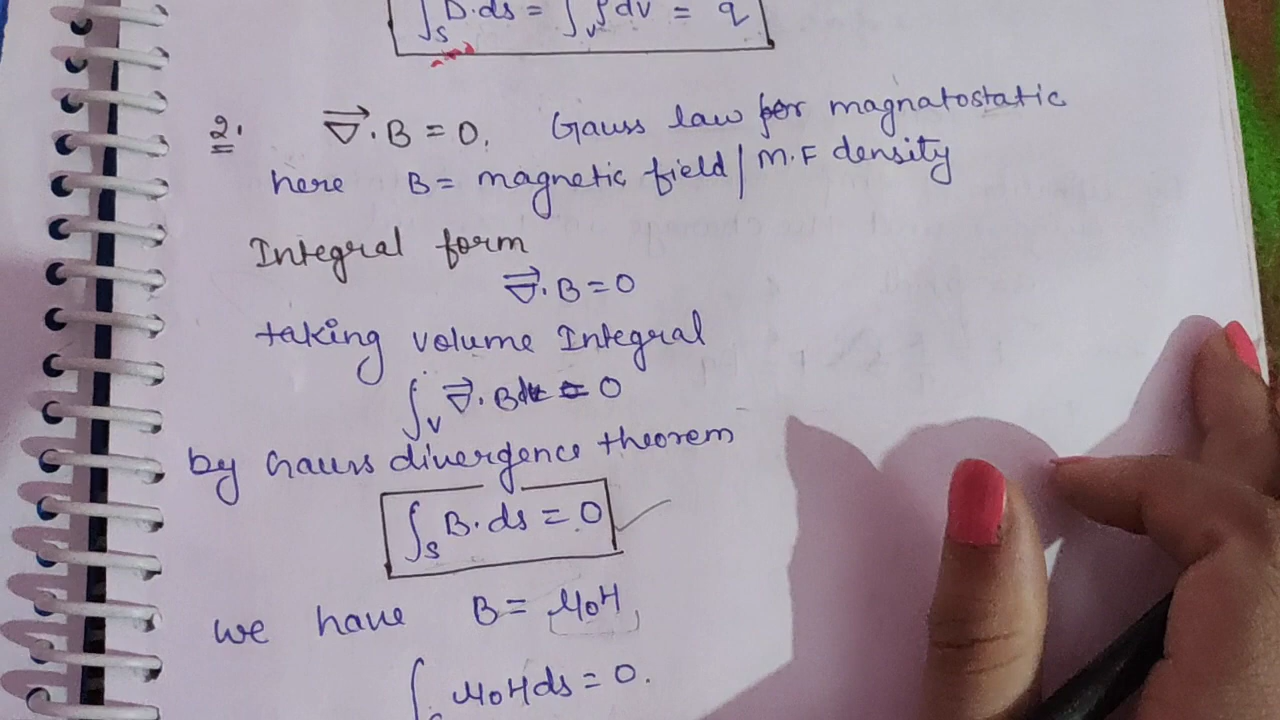 ∫S D.ds = ∫V ρdv = q
2. ∇⃗.B = 0, Gauss law for magnatostatic
here B = magnetic field / M.F density
Integral form
∇⃗.B = 0
taking volume Integral
∫V ∇⃗.B = 0
by Gauss divergence theorem
∫S B.ds = 0 ✓
we have B = μ0H,
∫S μ0Hds = 0.